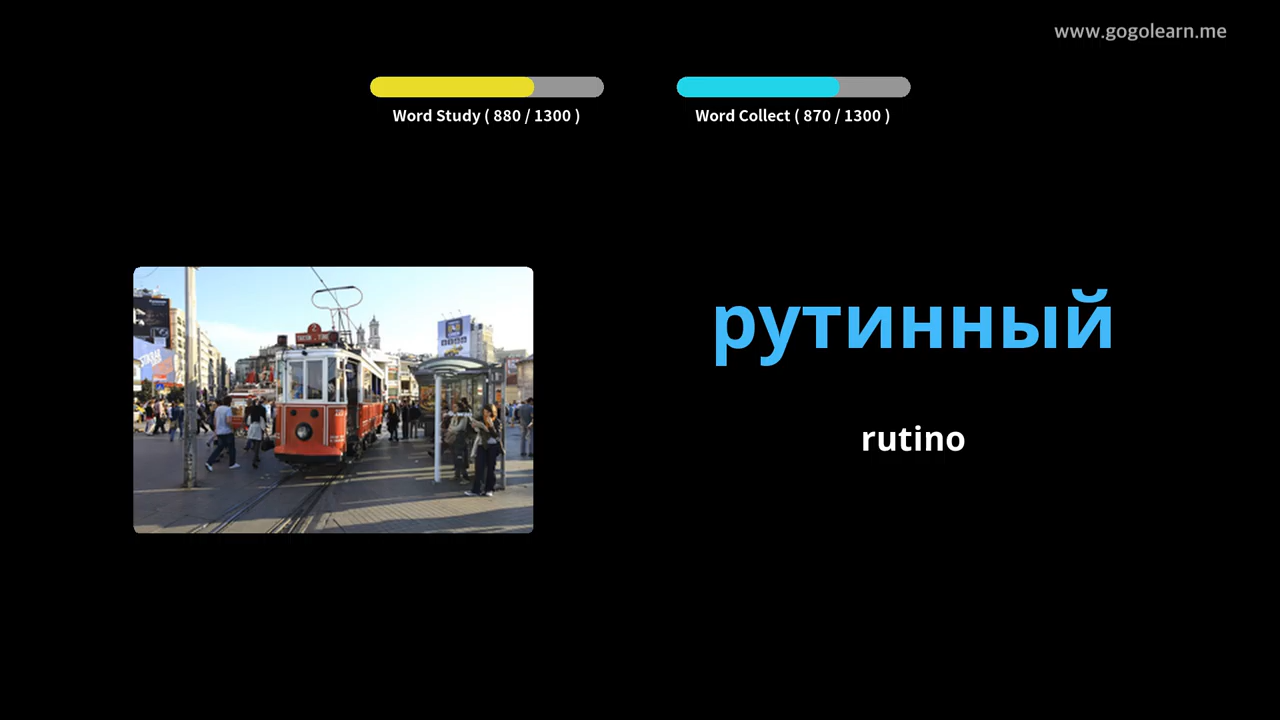 www.gogolearn.me
Word Study ( 880 / 1300 )
Word Collect ( 870 / 1300 )
рутинный
rutino